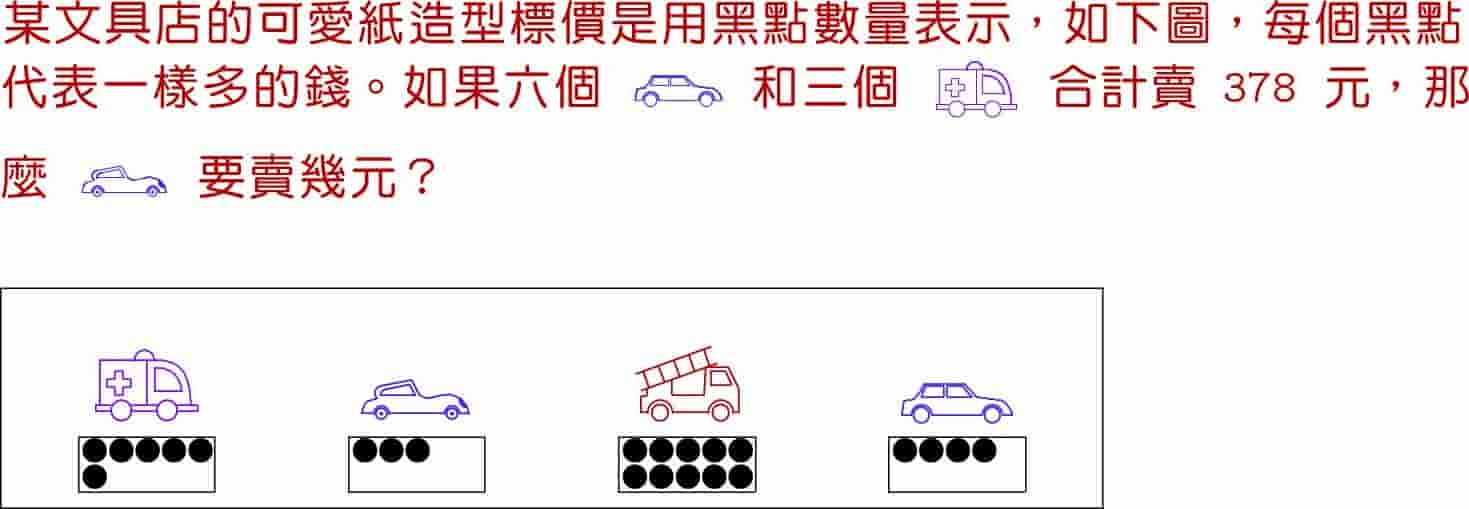 某文具店的可愛紙造型標價是用黑點數量表示，如下圖，每個黑點
代表一樣多的錢。如果六個 和三個 合計賣 378 元，那
麼 要賣幾元？